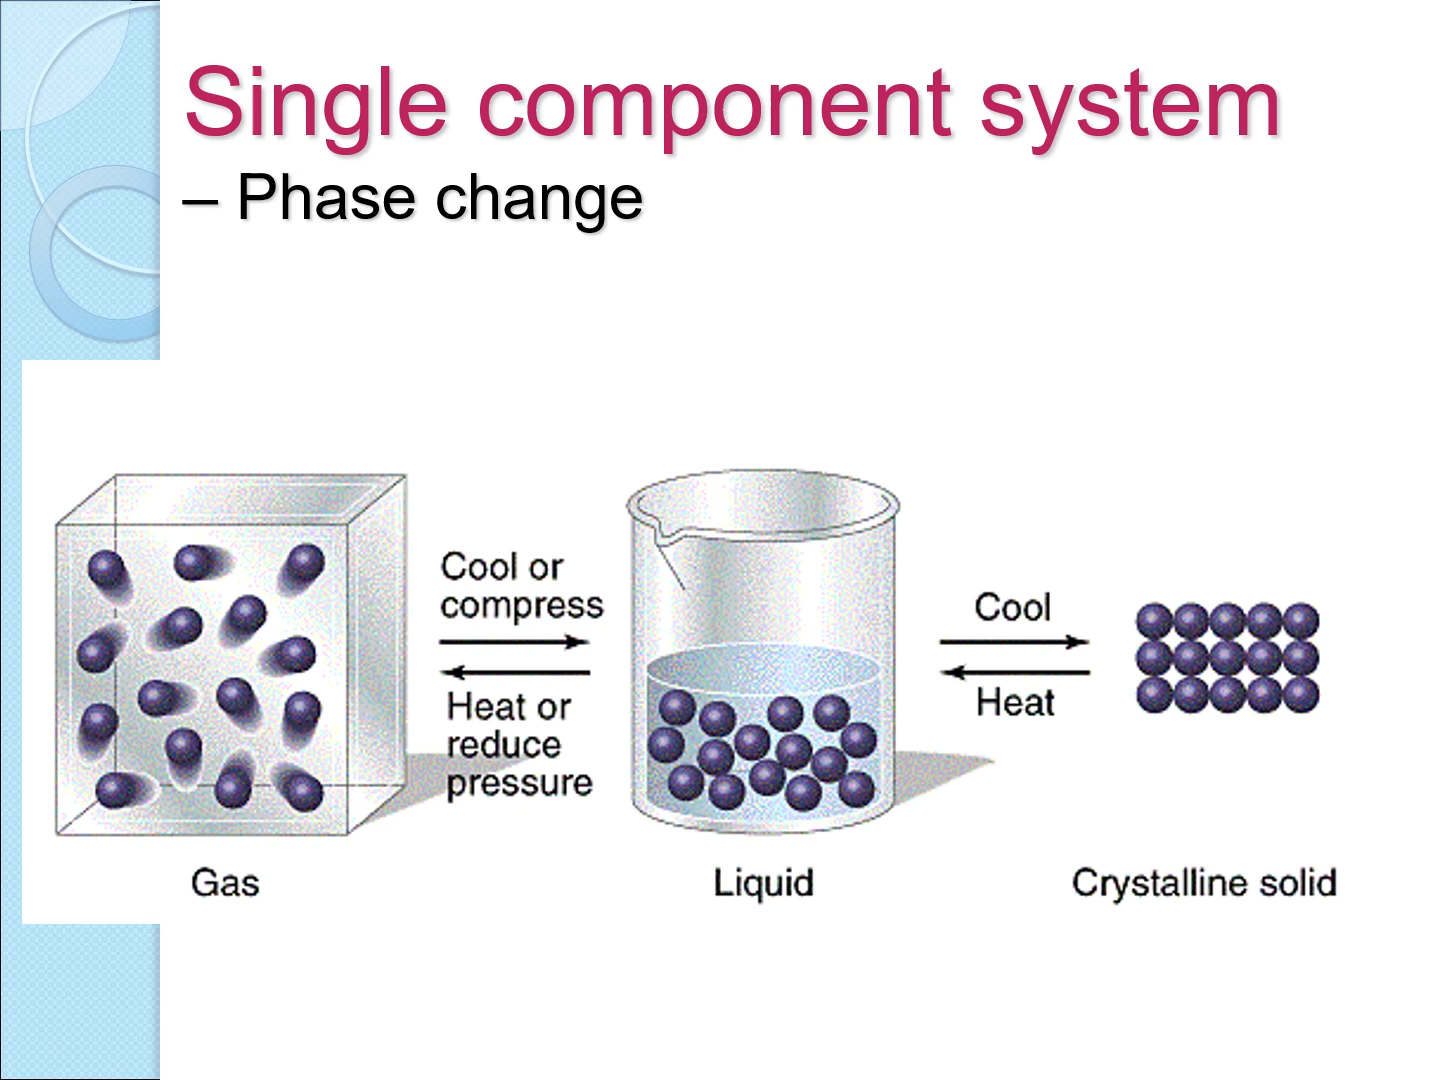 Single component system
– Phase change
Cool or
compress
Heat or
reduce
pressure
Cool
Heat
Gas
Liquid
Crystalline solid